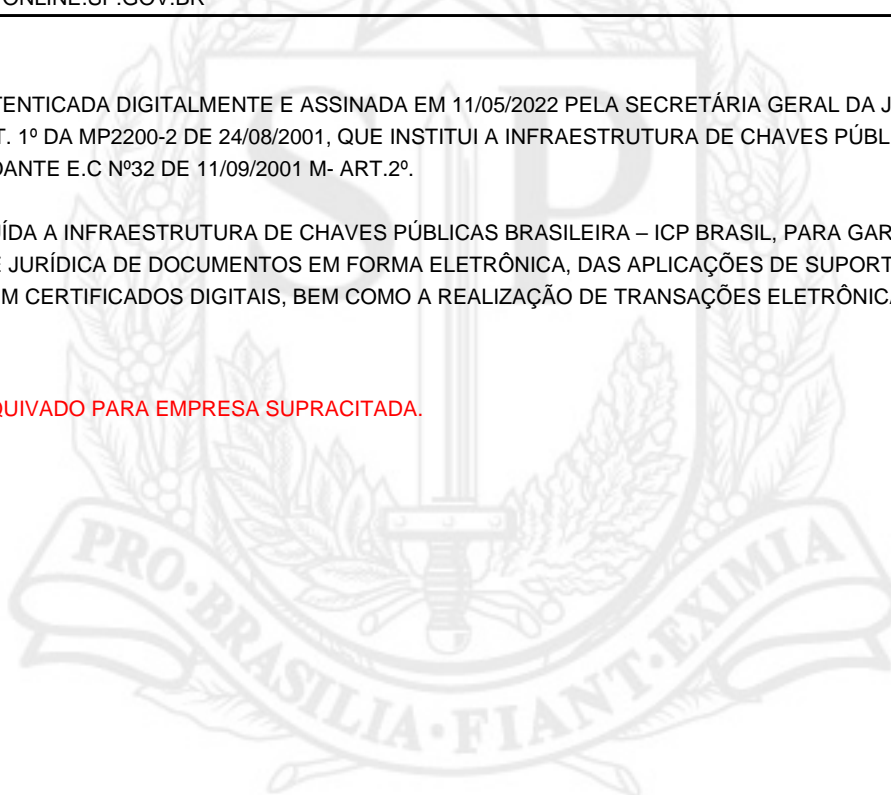 ONLINE.SP.GOV.BR
TENTICADA DIGITALMENTE E ASSINADA EM 11/05/2022 PELA SECRETÁRIA GERAL DA J
T. 1º DA MP2200-2 DE 24/08/2001, QUE INSTITUI A INFRAESTRUTURA DE CHAVES PÚBL
DANTE E.C Nº32 DE 11/09/2001 M- ART.2º.
UÍDA A INFRAESTRUTURA DE CHAVES PÚBLICAS BRASILEIRA – ICP BRASIL, PARA GAR
E JURÍDICA DE DOCUMENTOS EM FORMA ELETRÔNICA, DAS APLICAÇÕES DE SUPORT
M CERTIFICADOS DIGITAIS, BEM COMO A REALIZAÇÃO DE TRANSAÇÕES ELETRÔNICA
QUIVADO PARA EMPRESA SUPRACITADA.
SP
PRO·BRASILIA·FIANT·EXIMIA